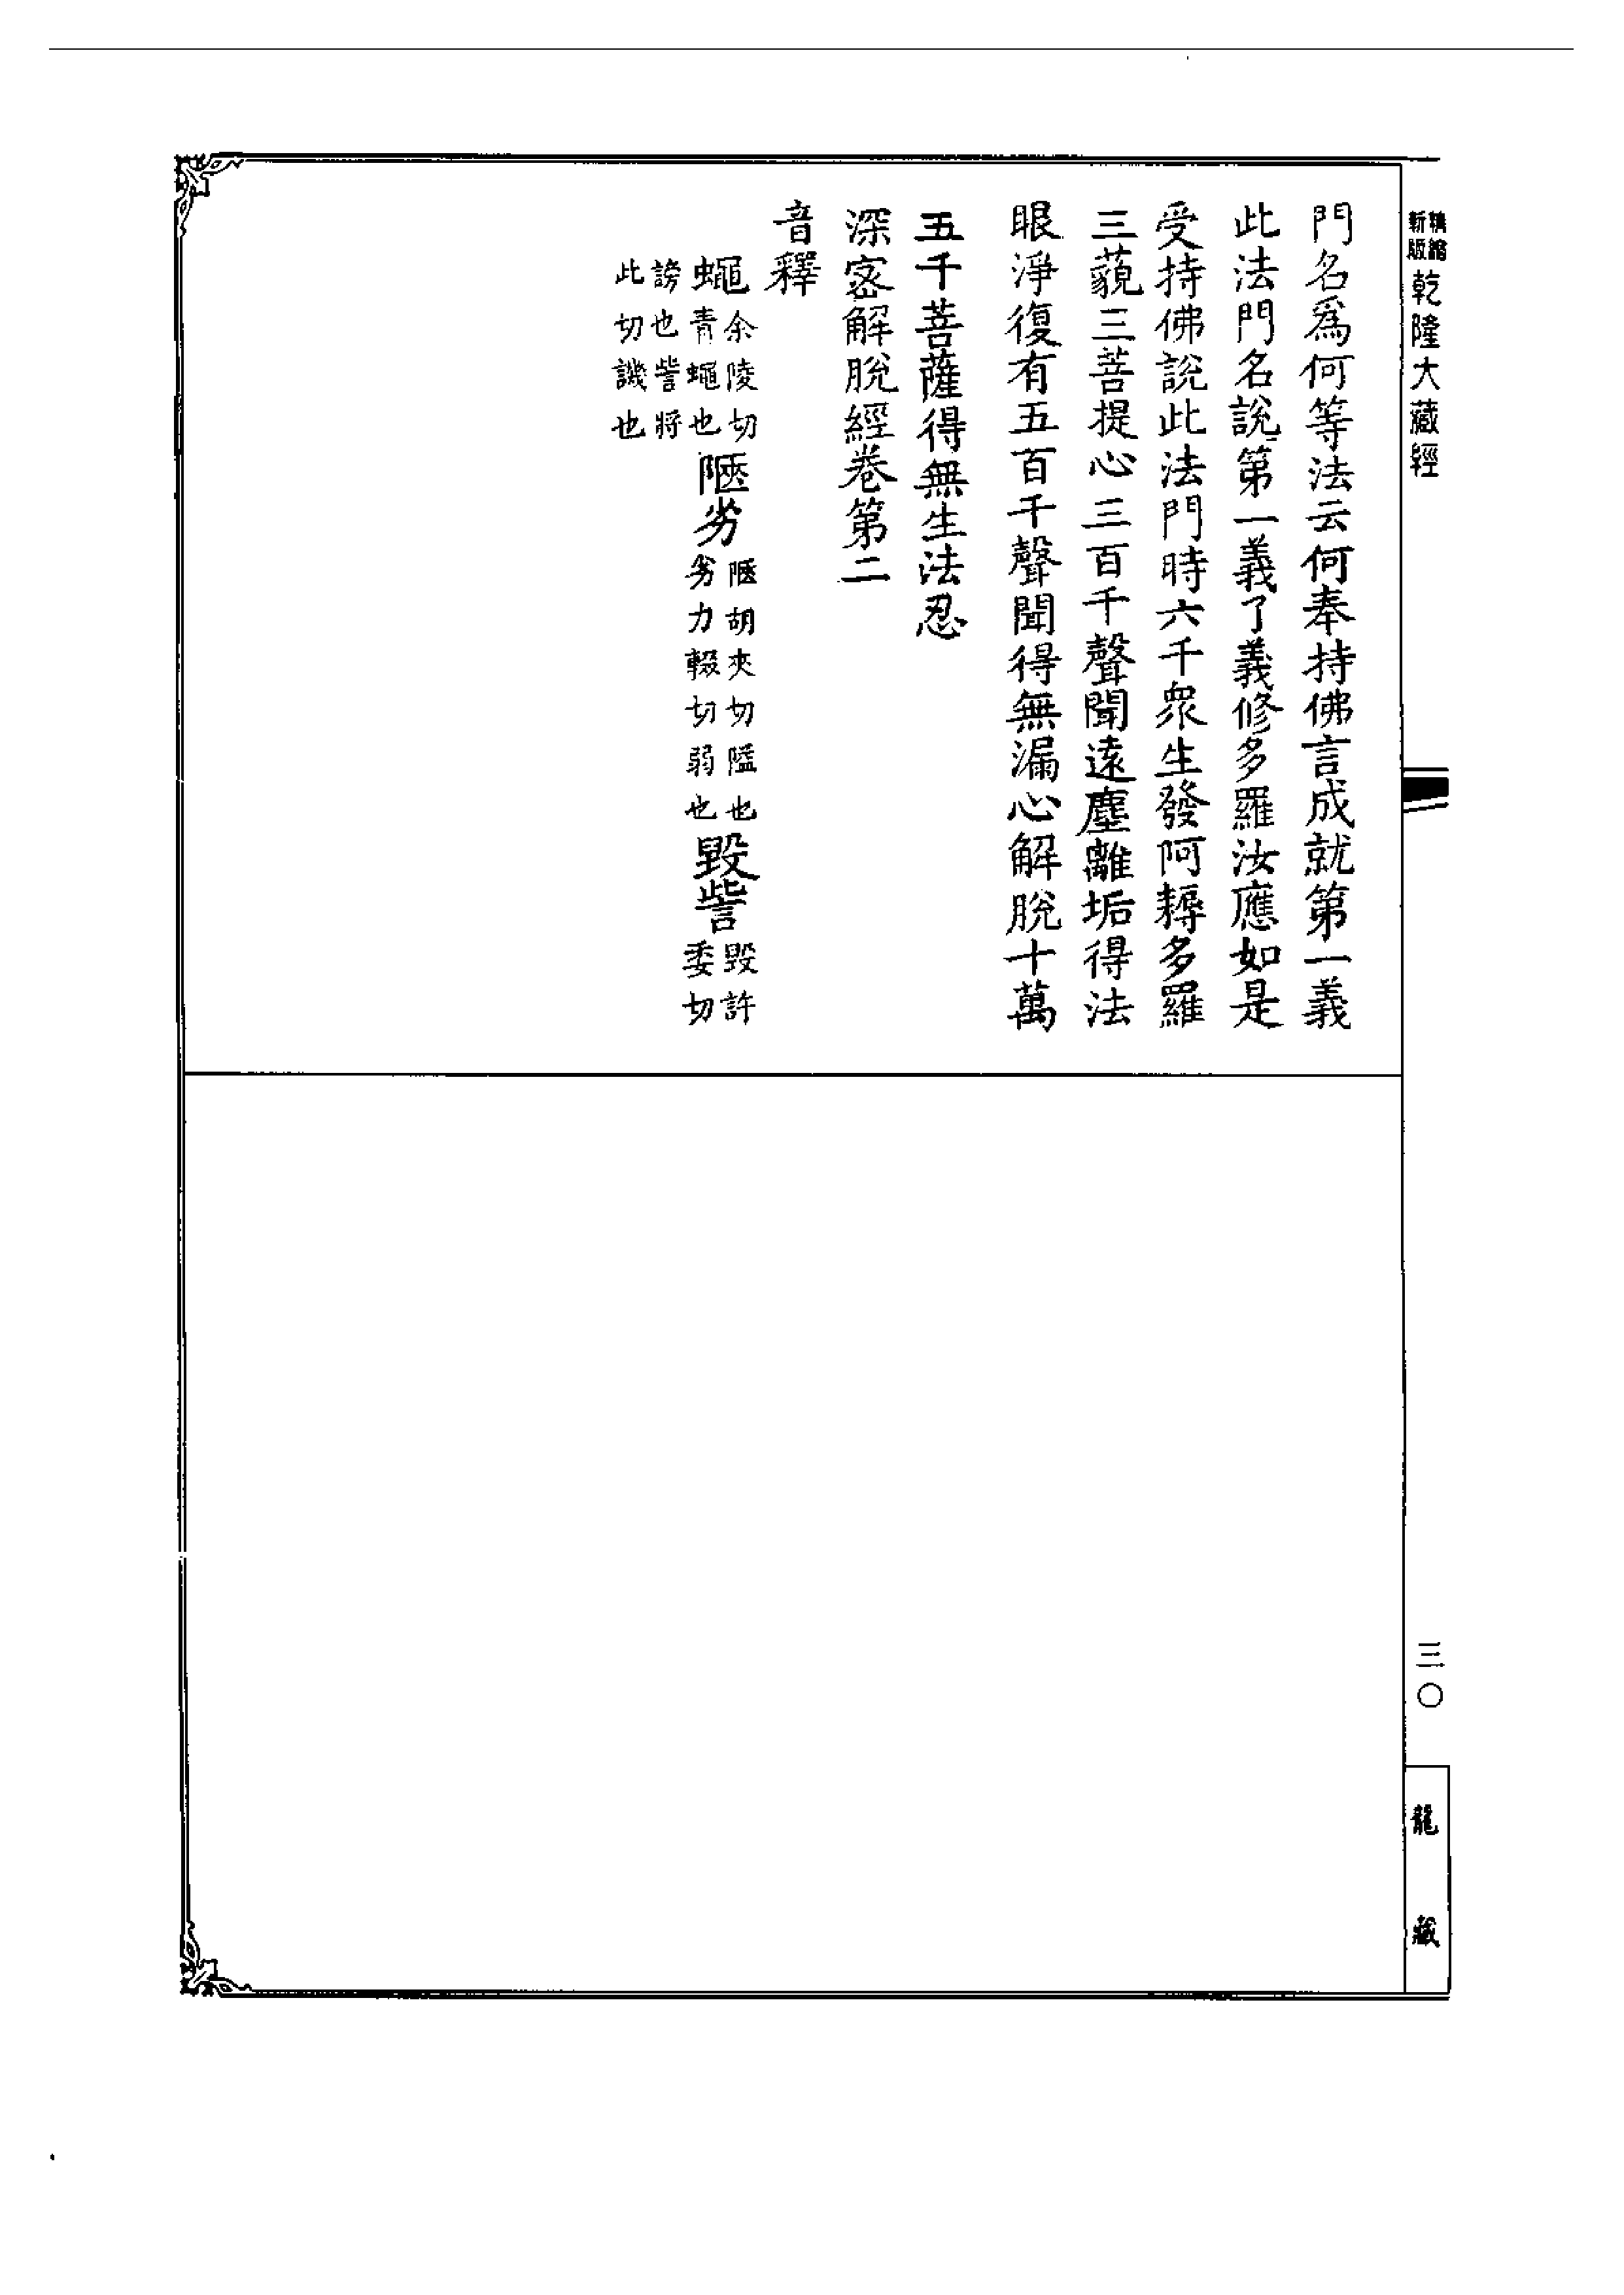 精縮新版乾隆大藏經
門名爲何等法云何奉持佛言成就第一義
此法門名說第一義了義修多羅汝應如是
受持佛說此法門時六千衆生發阿耨多羅
三藐三菩提心三百千聲聞遠塵離垢得法
眼淨復有五百千聲聞得無漏心解脫十萬
五千菩薩得無生法忍
深密解脫經卷第二
音釋
蠅余陵切青蠅也陿劣陿胡夾切隘也劣力輟切弱也毀訾毀許委切
謗也訾將此切譏也
三〇
龍藏